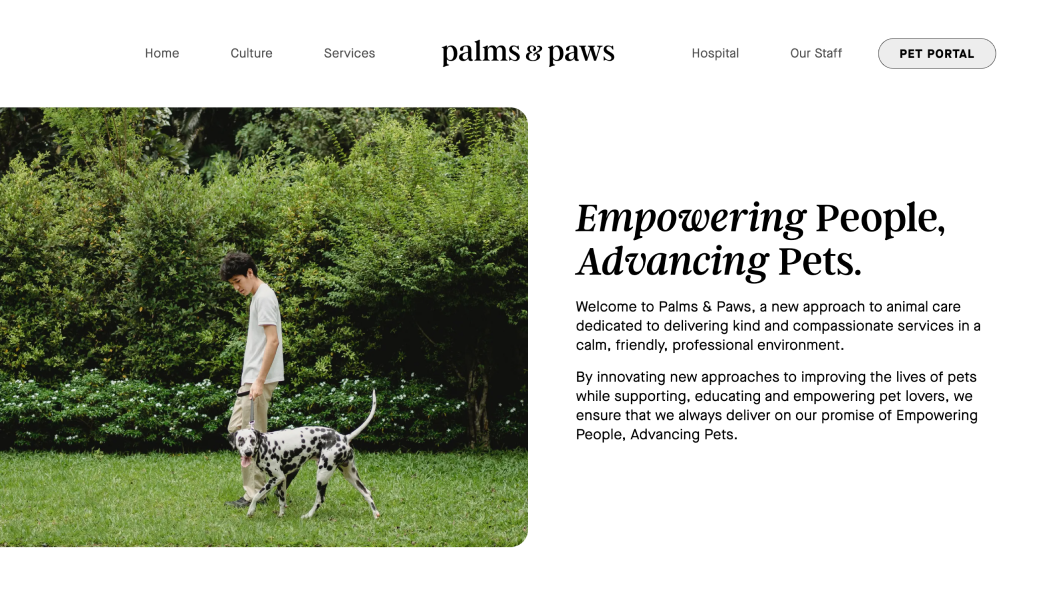 Home Culture Services palms & paws Hospital Our Staff PET PORTAL
Empowering People,
Advancing Pets.
Welcome to Palms & Paws, a new approach to animal care
dedicated to delivering kind and compassionate services in a
calm, friendly, professional environment.
By innovating new approaches to improving the lives of pets
while supporting, educating and empowering pet lovers, we
ensure that we always deliver on our promise of Empowering
People, Advancing Pets.